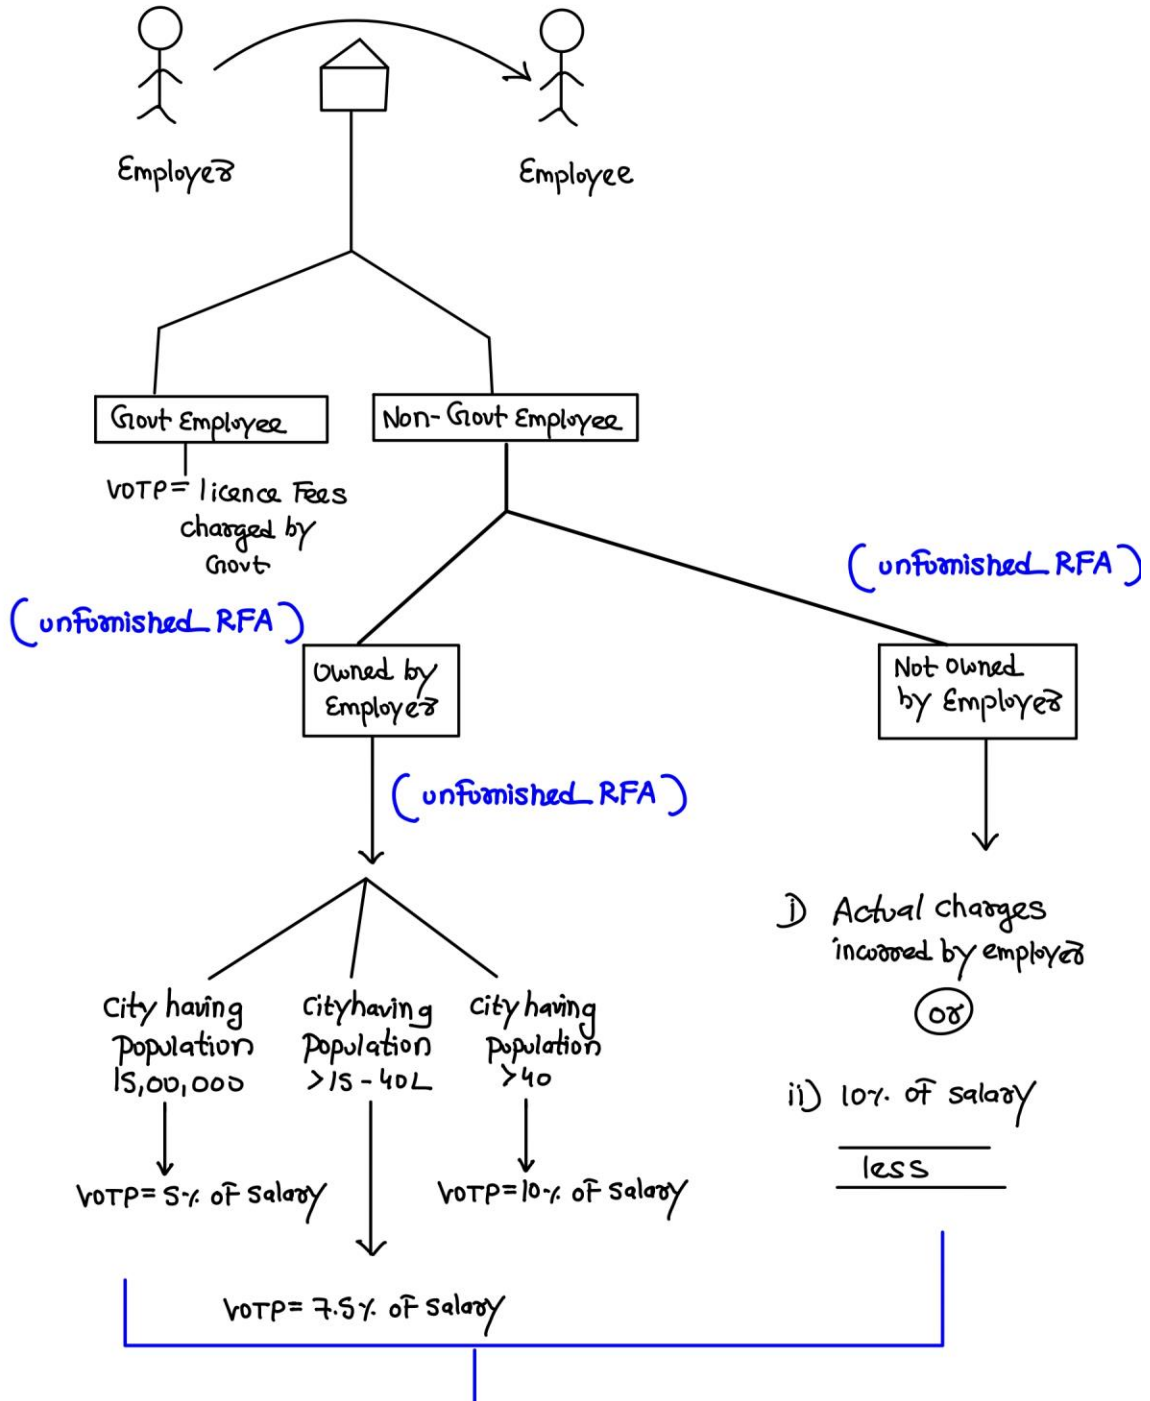 Employer
Employee
Govt Employee
Non-Govt Employee
VOTP= licence Fees
charged by
Govt
(unfurnished RFA)
(unfurnished RFA)
Owned by
Employer
Not Owned
by Employer
(unfurnished RFA)
i) Actual charges
incurred by employer
or
ii) 10% of salary
less
City having
Population
15,00,000
City having
Population
>15-40L
City having
Population
>40
VOTP= 5% of salary
VOTP=10% of salary
VOTP= 7.5% of salary